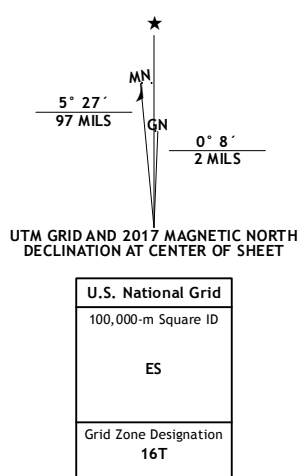 ★
MN.
5° 27´
97 MILS
GN
0° 8´
2 MILS
UTM GRID AND 2017 MAGNETIC NORTH
DECLINATION AT CENTER OF SHEET
U.S. National Grid
100,000-m Square ID
ES
Grid Zone Designation
16T